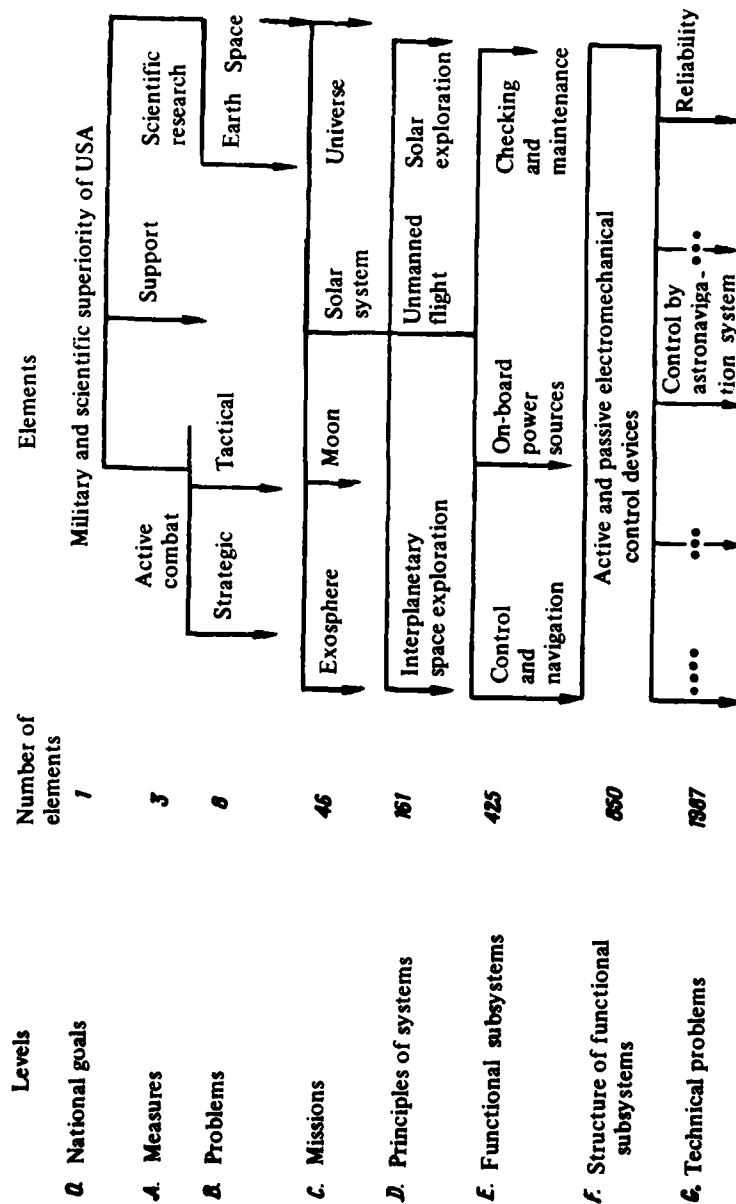 Levels
Number of
elements
Elements
0. National goals
1
Military and scientific superiority of USA
A. Measures
3
Active
combat
Support
Scientific
research
B. Problems
8
Strategic
Tactical
Earth
Space
C. Missions
46
Exosphere
Moon
Solar
system
Universe
D. Principles of systems
161
Interplanetary
space exploration
Unmanned
flight
Solar
exploration
E. Functional subsystems
425
Control
and
navigation
On-board
power
sources
Checking
and
maintenance
F. Structure of functional
subsystems
850
Active and passive electromechanical
control devices
G. Technical problems
1987
••••
•••
Control by
astronaviga-
tion system
•••
Reliability